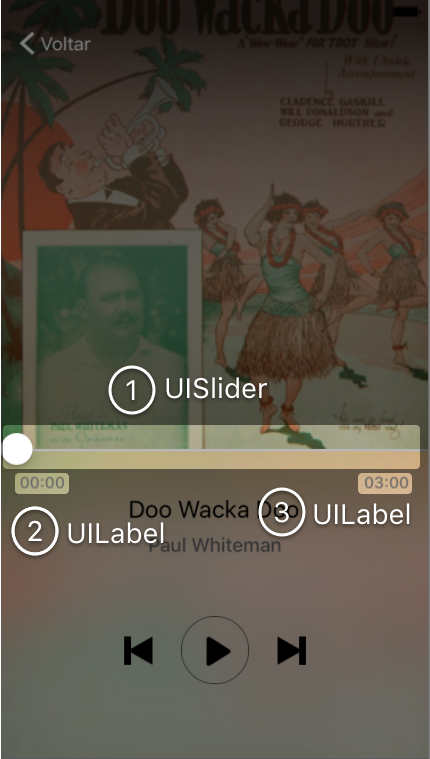 Doo Wacka Doo
Voltar
A "Wow-Wow" FOX TROT Wow!
With Ukulele
Accompaniment
by
CLARENCE GASKILL
WILL DONALDSON and
GEORGE HORTHER
1 UISlider
PAUL WHITEMAN
00:00
03:00
Doo Wacka Doo
3 UILabel
2 UILabel
Paul Whiteman